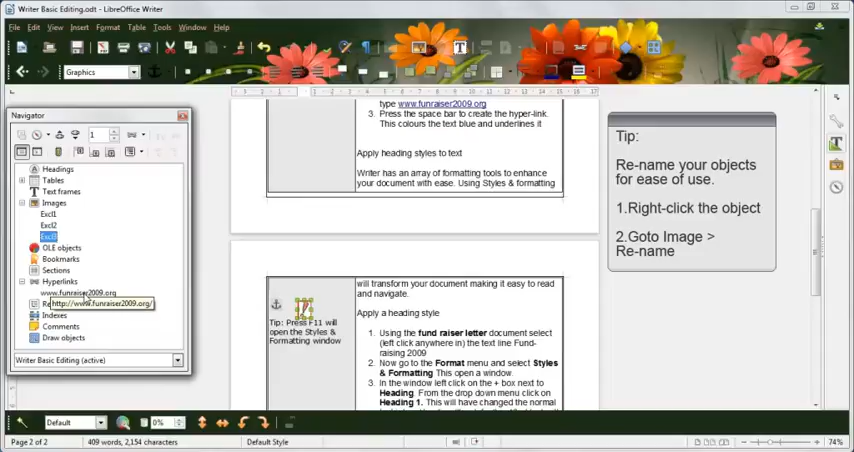 Writer Basic Editing.odt - LibreOffice Writer
File Edit View Insert Format Table Tools Window Help
Graphics
Navigator
1
Headings
Tables
Text frames
Images
Excl1
Excl2
Excl3
OLE objects
Bookmarks
Sections
Hyperlinks
www.funraiser2009.org
Re
http://www.funraiser2009.org/
Indexes
Comments
Draw objects
Writer Basic Editing (active)
type www.funraiser2009.org
3. Press the space bar to create the hyper-link.
This colours the text blue and underlines it
Apply heading styles to text
Writer has an array of formatting tools to enhance
your document with ease. Using Styles & formatting
will transform your document making it easy to read
and navigate.
Tip: Press F11 will
open the Styles &
Formatting window
Apply a heading style
1. Using the fund raiser letter document select
(left click anywhere in) the text line Fund-
raising 2009
2. Now go to the Format menu and select Styles
& Formatting This open a window.
3. In the window left click on the + box next to
Heading. From the drop down menu click on
Heading 1. This will have changed the normal
Tip:
Re-name your objects
for ease of use.
1.Right-click the object
2.Goto Image >
Re-name
Default
0%
Page 2 of 2
409 words, 2,154 characters
Default Style
74%